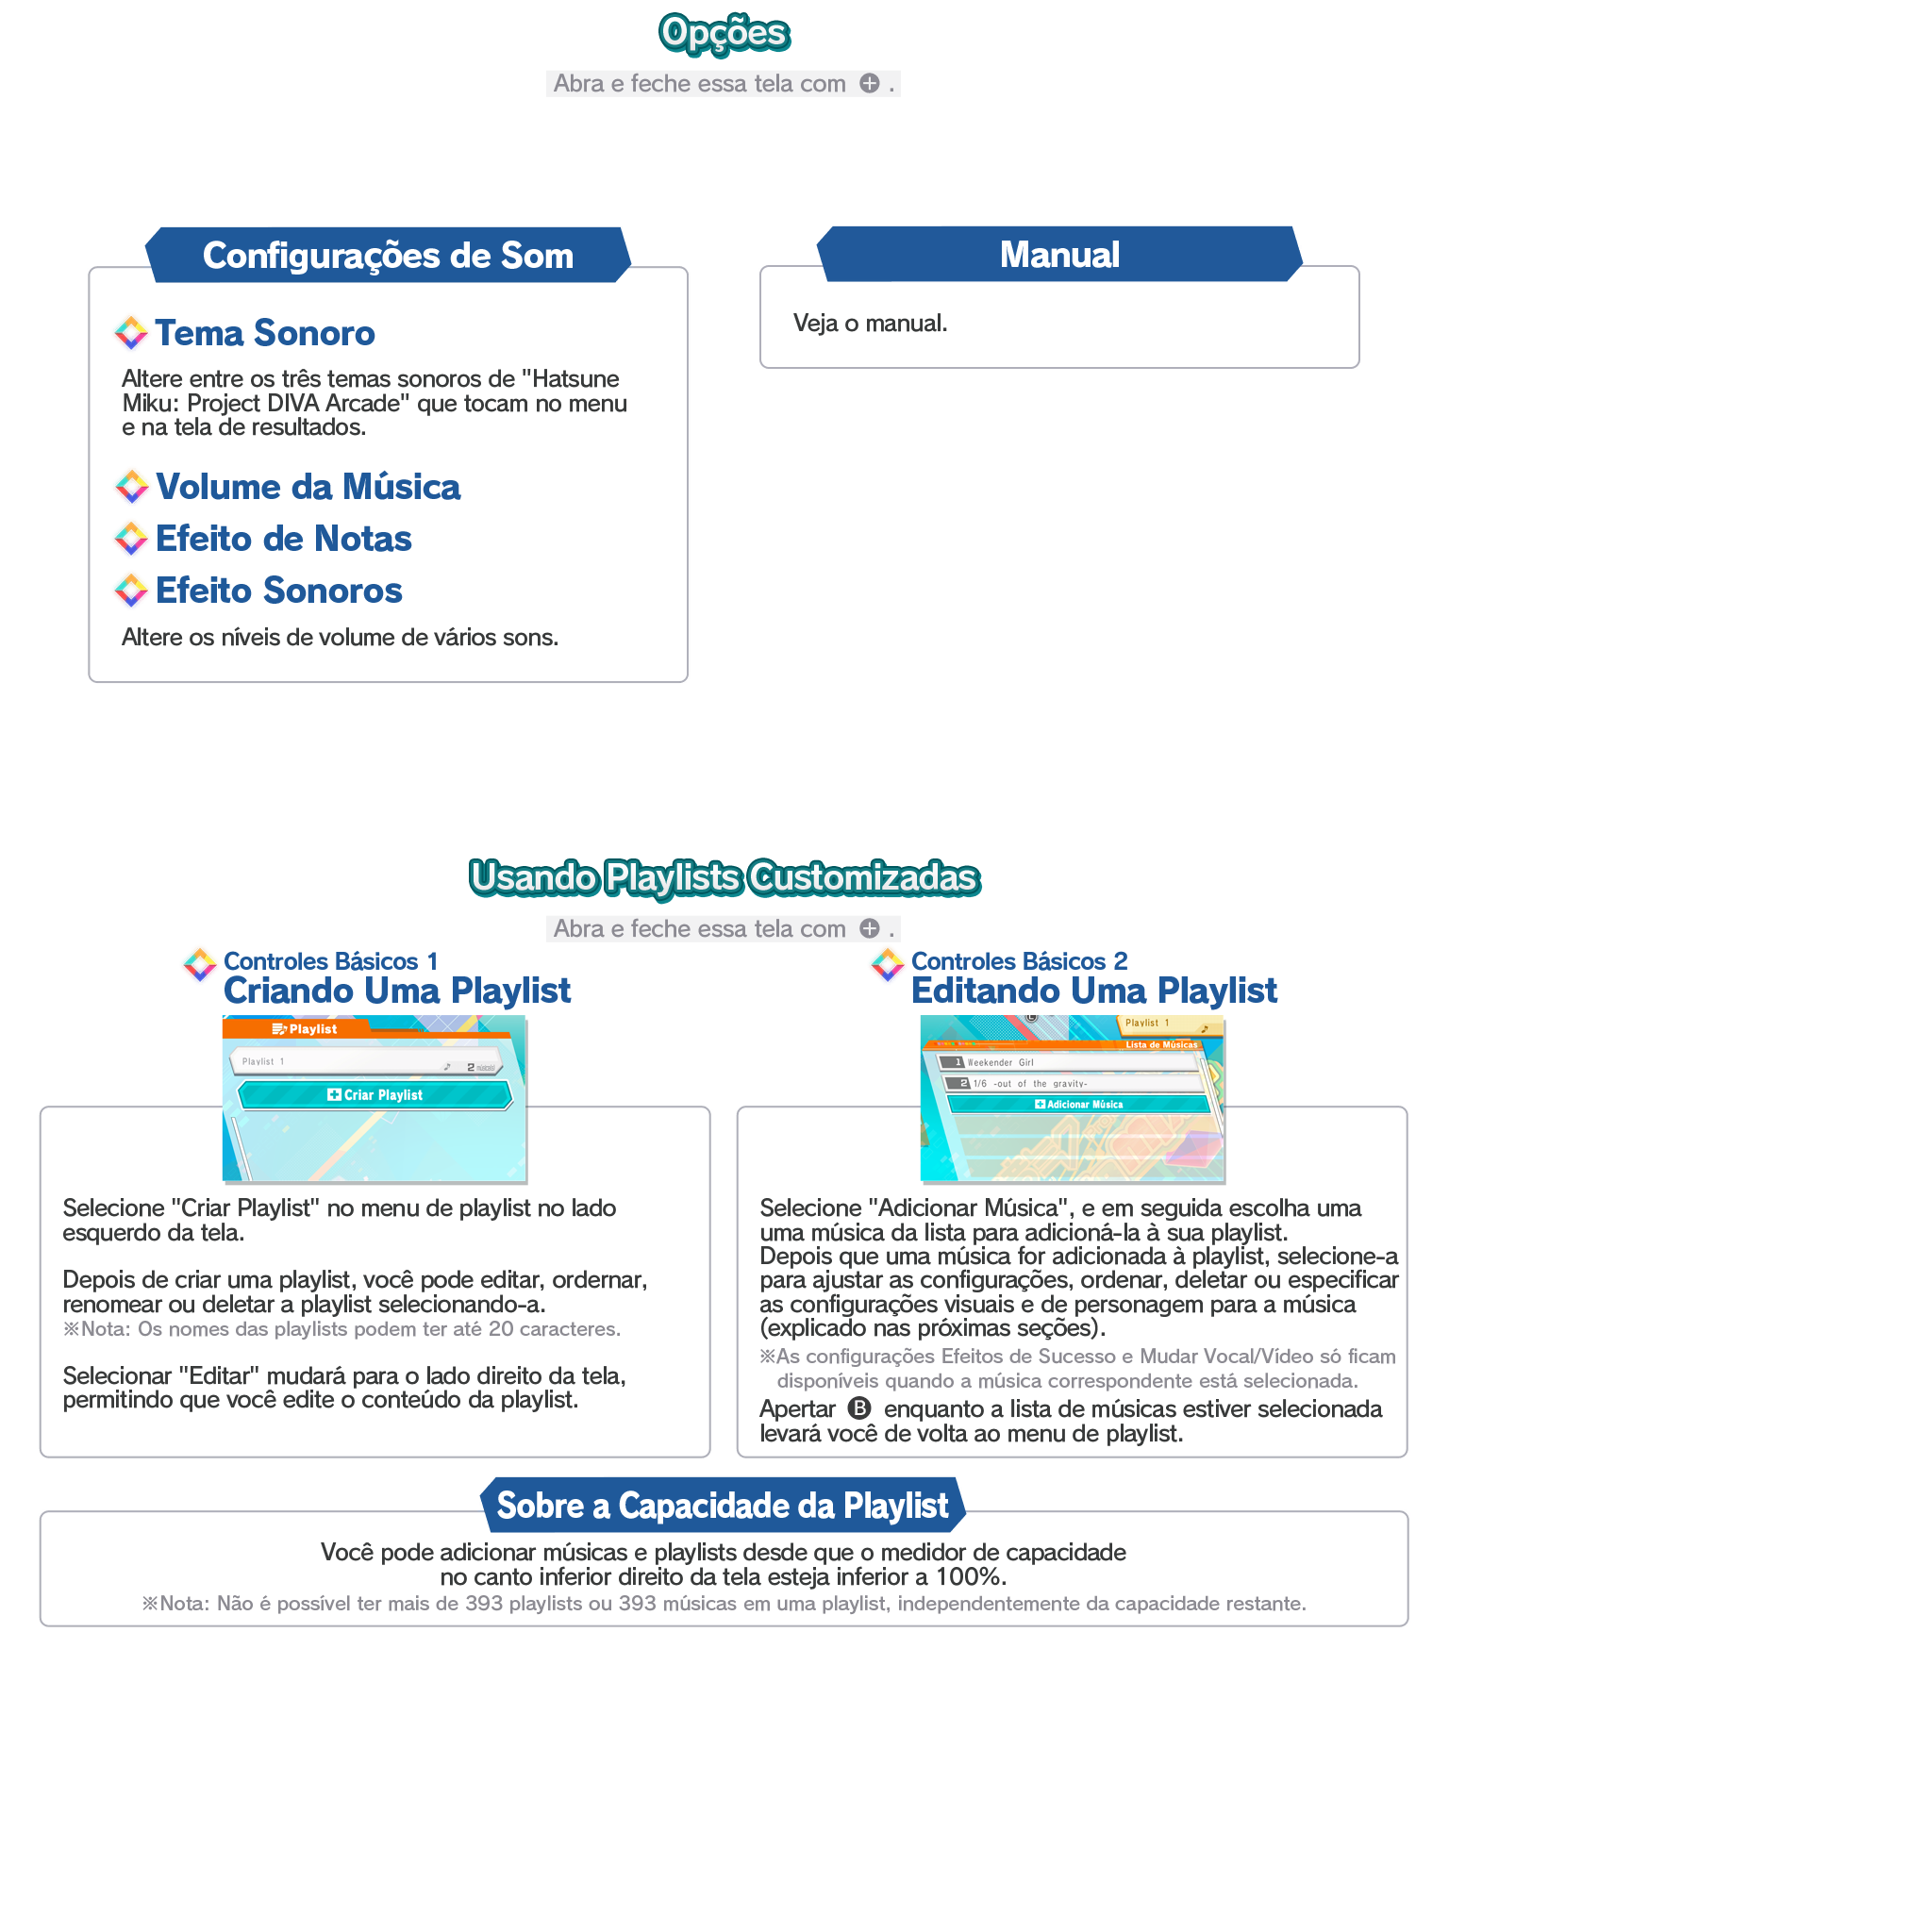 Opções
Abra e feche essa tela com ⊕ .
Configurações de Som
Tema Sonoro
Altere entre os três temas sonoros de "Hatsune
Miku: Project DIVA Arcade" que tocam no menu
e na tela de resultados.
Volume da Música
Efeito de Notas
Efeito Sonoros
Altere os níveis de volume de vários sons.
Manual
Veja o manual.
Usando Playlists Customizadas
Abra e feche essa tela com ⊕ .
Controles Básicos 1
Criando Uma Playlist
Playlist
Playlist 1
2
Criar Playlist
Selecione "Criar Playlist" no menu de playlist no lado
esquerdo da tela.
Depois de criar uma playlist, você pode editar, ordernar,
renomear ou deletar a playlist selecionando-a.
※Nota: Os nomes das playlists podem ter até 20 caracteres.
Selecionar "Editar" mudará para o lado direito da tela,
permitindo que você edite o conteúdo da playlist.
Controles Básicos 2
Editando Uma Playlist
L
Playlist 1
Lista de Músicas
1 Weekender Girl
2 1/6 -out of the gravity-
Adicionar Música
Selecione "Adicionar Música", e em seguida escolha uma
uma música da lista para adicioná-la à sua playlist.
Depois que uma música for adicionada à playlist, selecione-a
para ajustar as configurações, ordenar, deletar ou especificar
as configurações visuais e de personagem para a música
(explicado nas próximas seções).
※As configurações Efeitos de Sucesso e Mudar Vocal/Vídeo só ficam
disponíveis quando a música correspondente está selecionada.
Apertar B enquanto a lista de músicas estiver selecionada
levará você de volta ao menu de playlist.
Sobre a Capacidade da Playlist
Você pode adicionar músicas e playlists desde que o medidor de capacidade
no canto inferior direito da tela esteja inferior a 100%.
※Nota: Não é possível ter mais de 393 playlists ou 393 músicas em uma playlist, independentemente da capacidade restante.